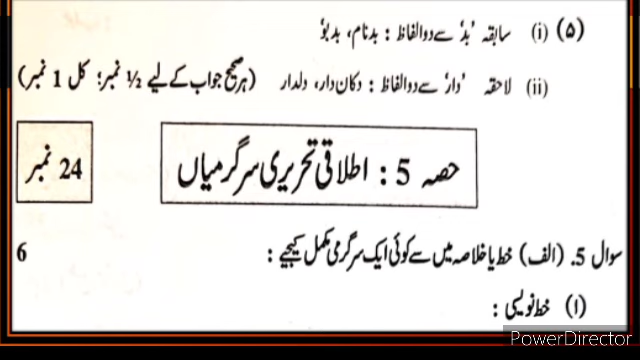 (۵) (i) سابقہ 'بد' سے دو الفاظ : بدنام، بدبو
(ii) لاحقہ 'دار' سے دو الفاظ : دکان دار، دلدار (ہر صحیح جواب کے لیے ½ نمبر؛ کل 1 نمبر)
حصہ 5 : اطلاقی تحریری سرگرمیاں
24 نمبر
سوال 5. (الف) خط یا خلاصہ میں سے کوئی ایک سرگرمی مکمل کیجیے : 6
(۱) خط نویسی :
PowerDirector